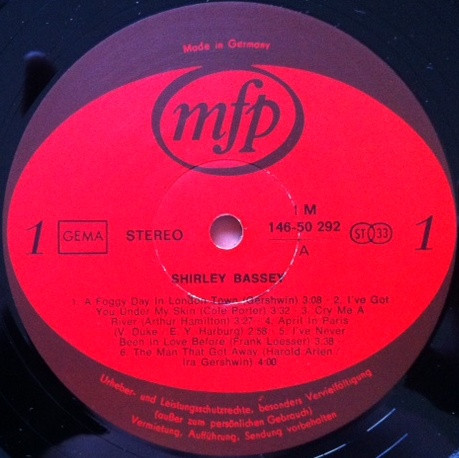 Made in Germany
mfp
1 M
146-50 292
A
1
GEMA
STEREO
ST 33
1
SHIRLEY BASSEY
1. A Foggy Day In London Town (Gershwin) 3:08 - 2. I've Got
You Under My Skin (Cole Porter) 3:32 - 3. Cry Me A
River (Arthur Hamilton) 3:27 - 4. April In Paris
(V. Duke - E. Y. Harburg) 2:58 - 5. I've Never
Been In Love Before (Frank Loesser) 3.38
6. The Man That Got Away (Harold Arlen
Ira Gershwin) 4:00
Urheber- und Leistungsschutzrechte, besonders Vervielfältigung
(außer zum persönlichen Gebrauch)
Vermietung, Aufführung, Sendung vorbehalten